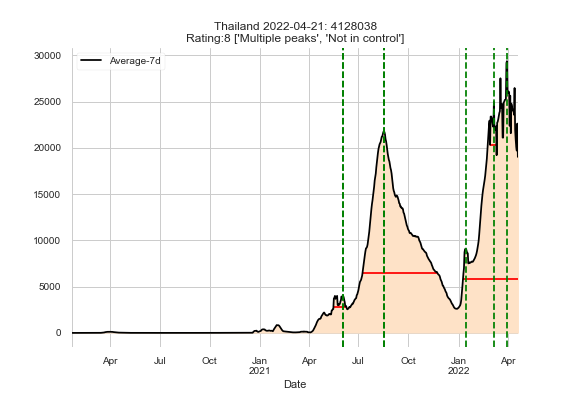 Thailand 2022-04-21: 4128038
Rating:8 ['Multiple peaks', 'Not in control']
Average-7d
30000
25000
20000
15000
10000
5000
0
Apr Jul Oct Jan Apr Jul Oct Jan Apr
2021 2022
Date